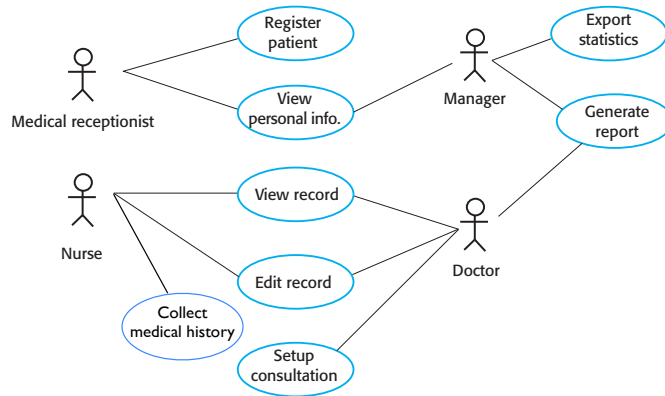 Register
patient
Export
statistics
View
personal info.
Manager
Medical receptionist
Generate
report
View record
Nurse
Edit record
Doctor
Collect
medical history
Setup
consultation